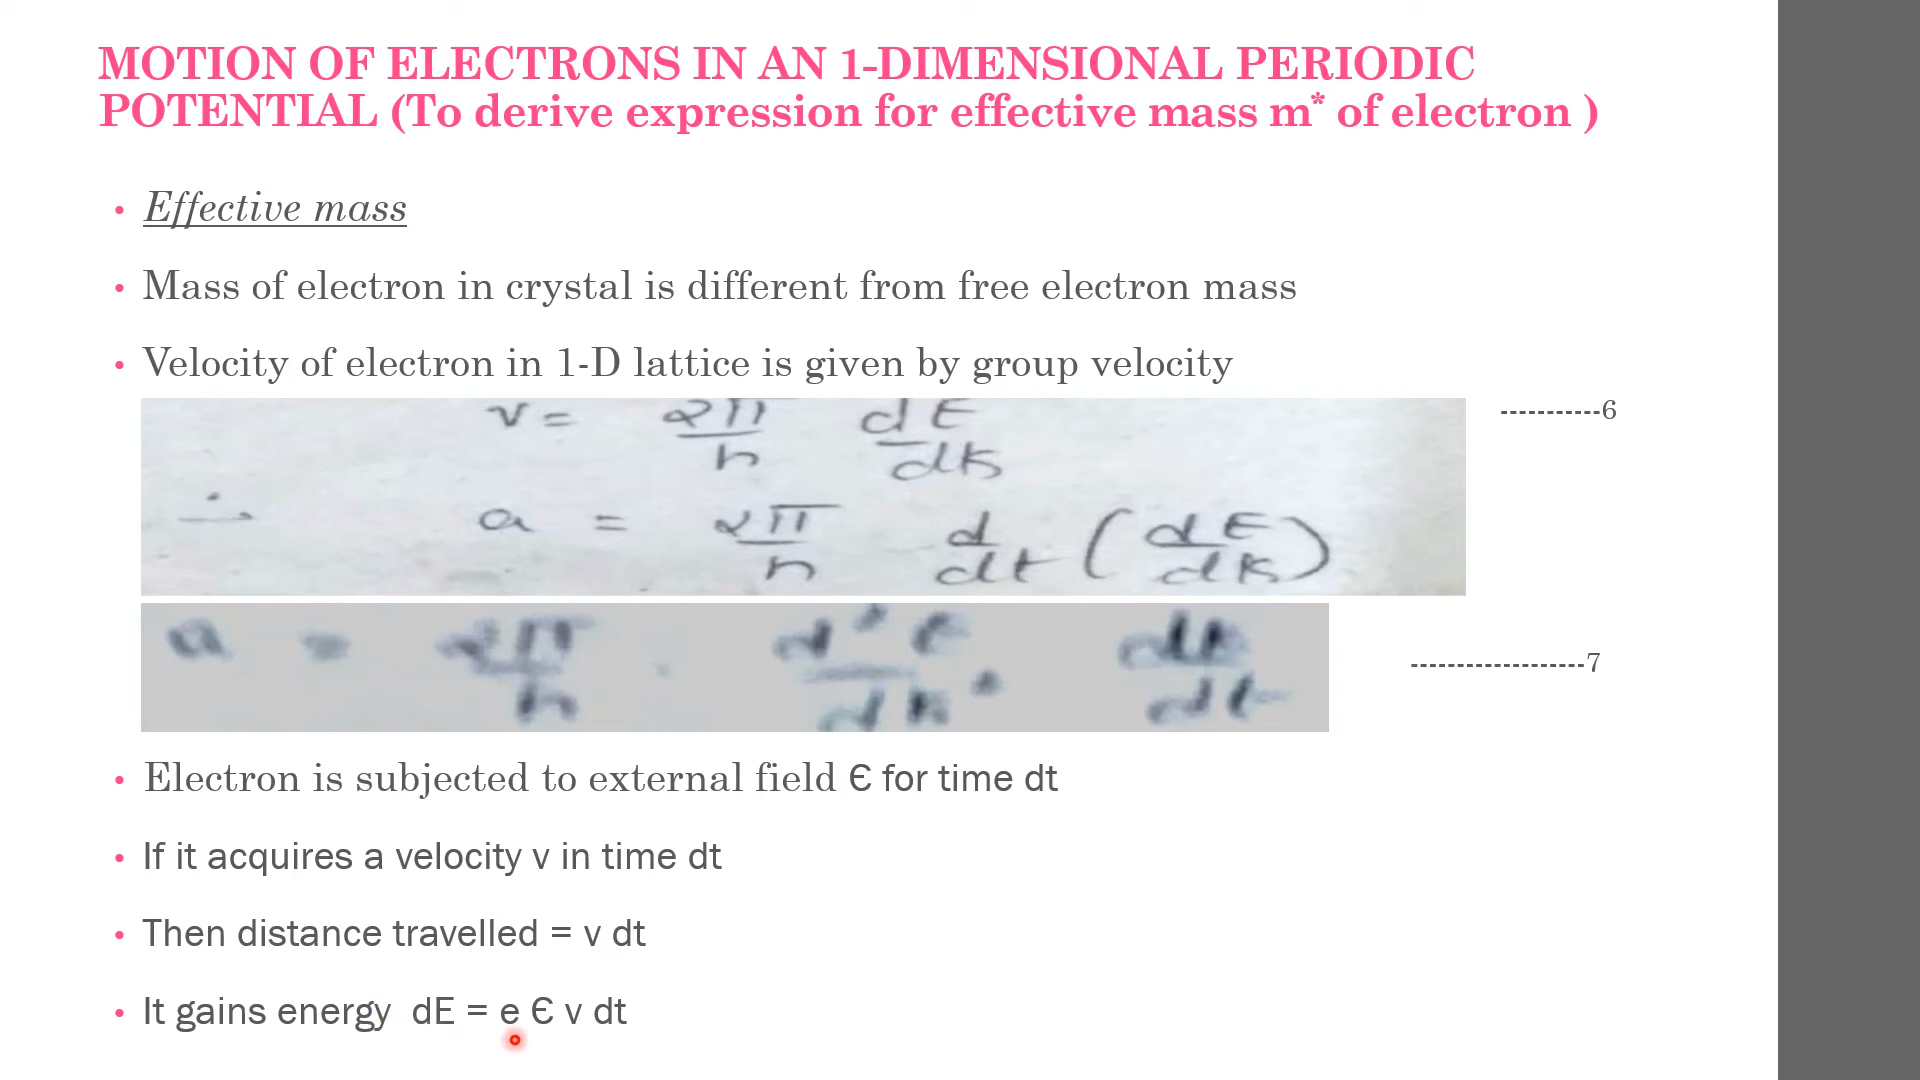 MOTION OF ELECTRONS IN AN 1-DIMENSIONAL PERIODIC
POTENTIAL (To derive expression for effective mass m* of electron )
• Effective mass
• Mass of electron in crystal is different from free electron mass
• Velocity of electron in 1-D lattice is given by group velocity
v = 2π/h dE/dk -----------6
∴ a = 2π/h d/dt (dE/dk)
a = 2π/h . d²E/dk² dk/dt -------------------7
• Electron is subjected to external field Є for time dt
• If it acquires a velocity v in time dt
• Then distance travelled = v dt
• It gains energy dE = e Є v dt